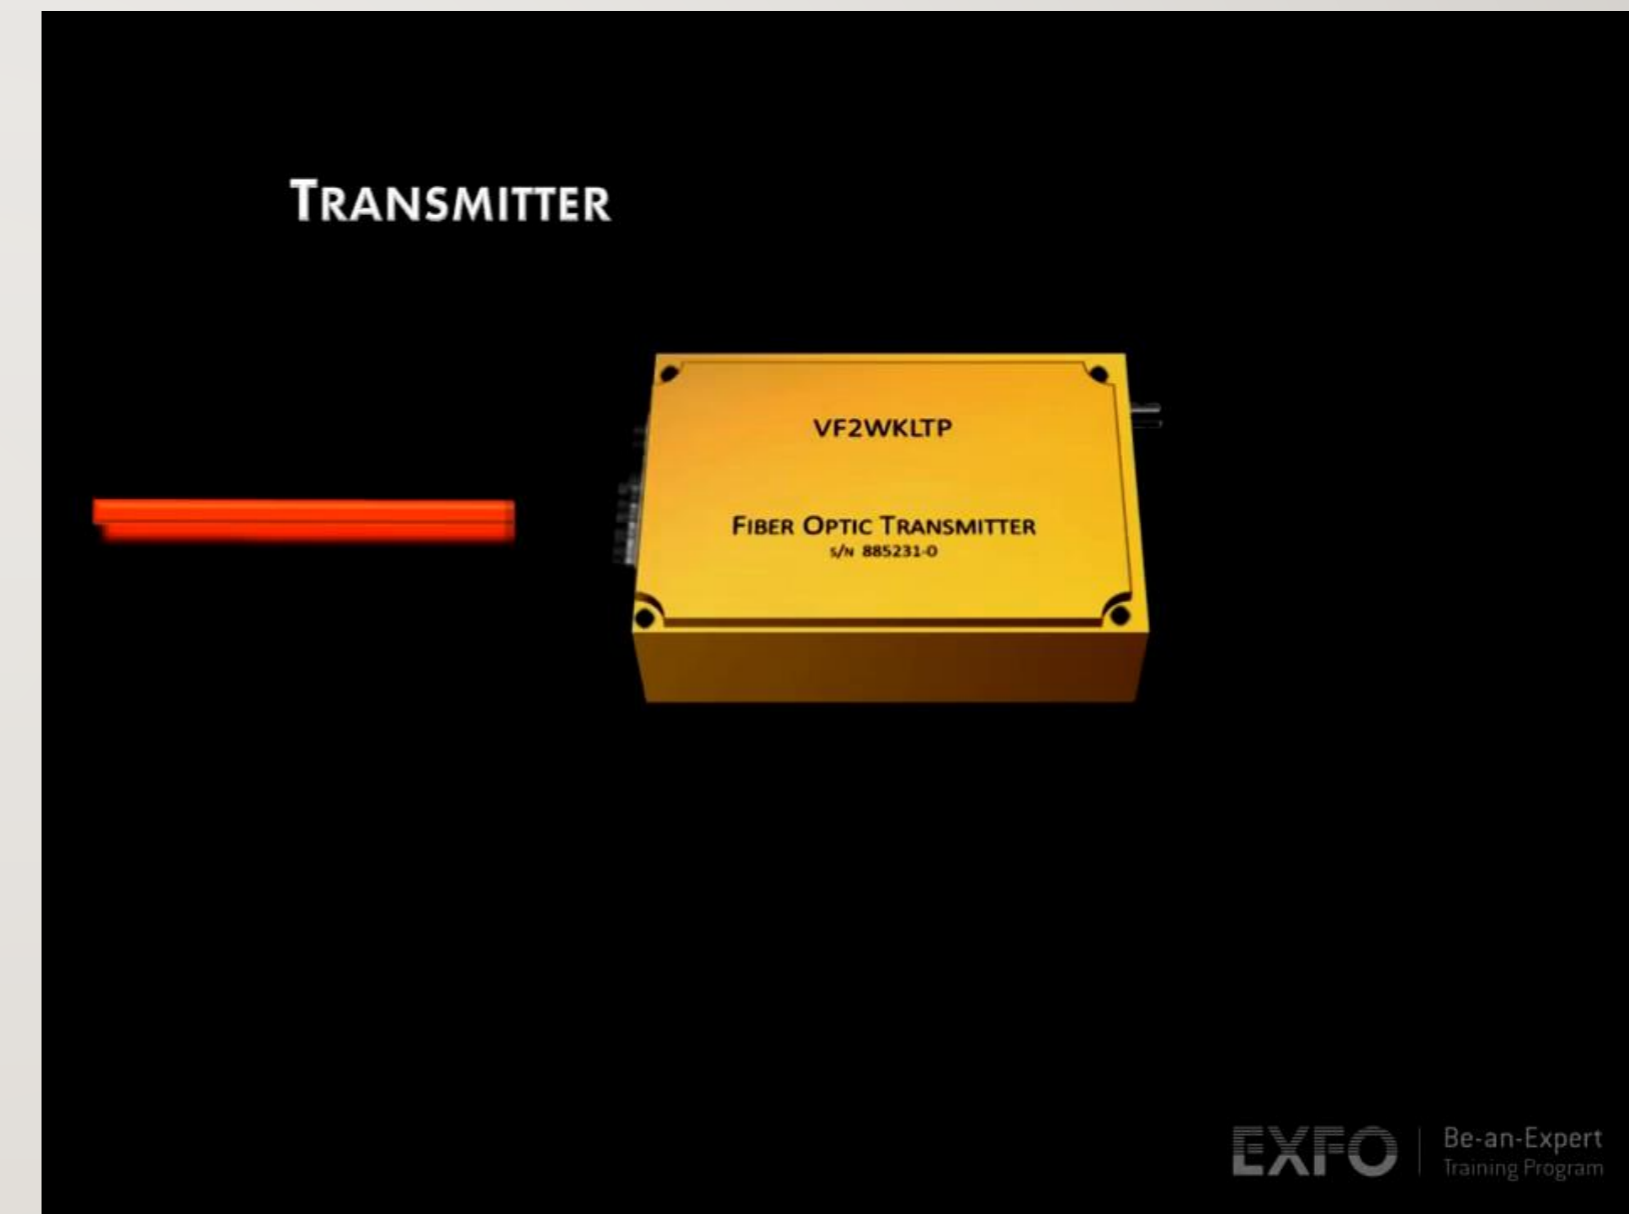 TRANSMITTER
VF2WKLTP
FIBER OPTIC TRANSMITTER
S/N 885231-0
EXFO
Be-an-Expert
Training Program